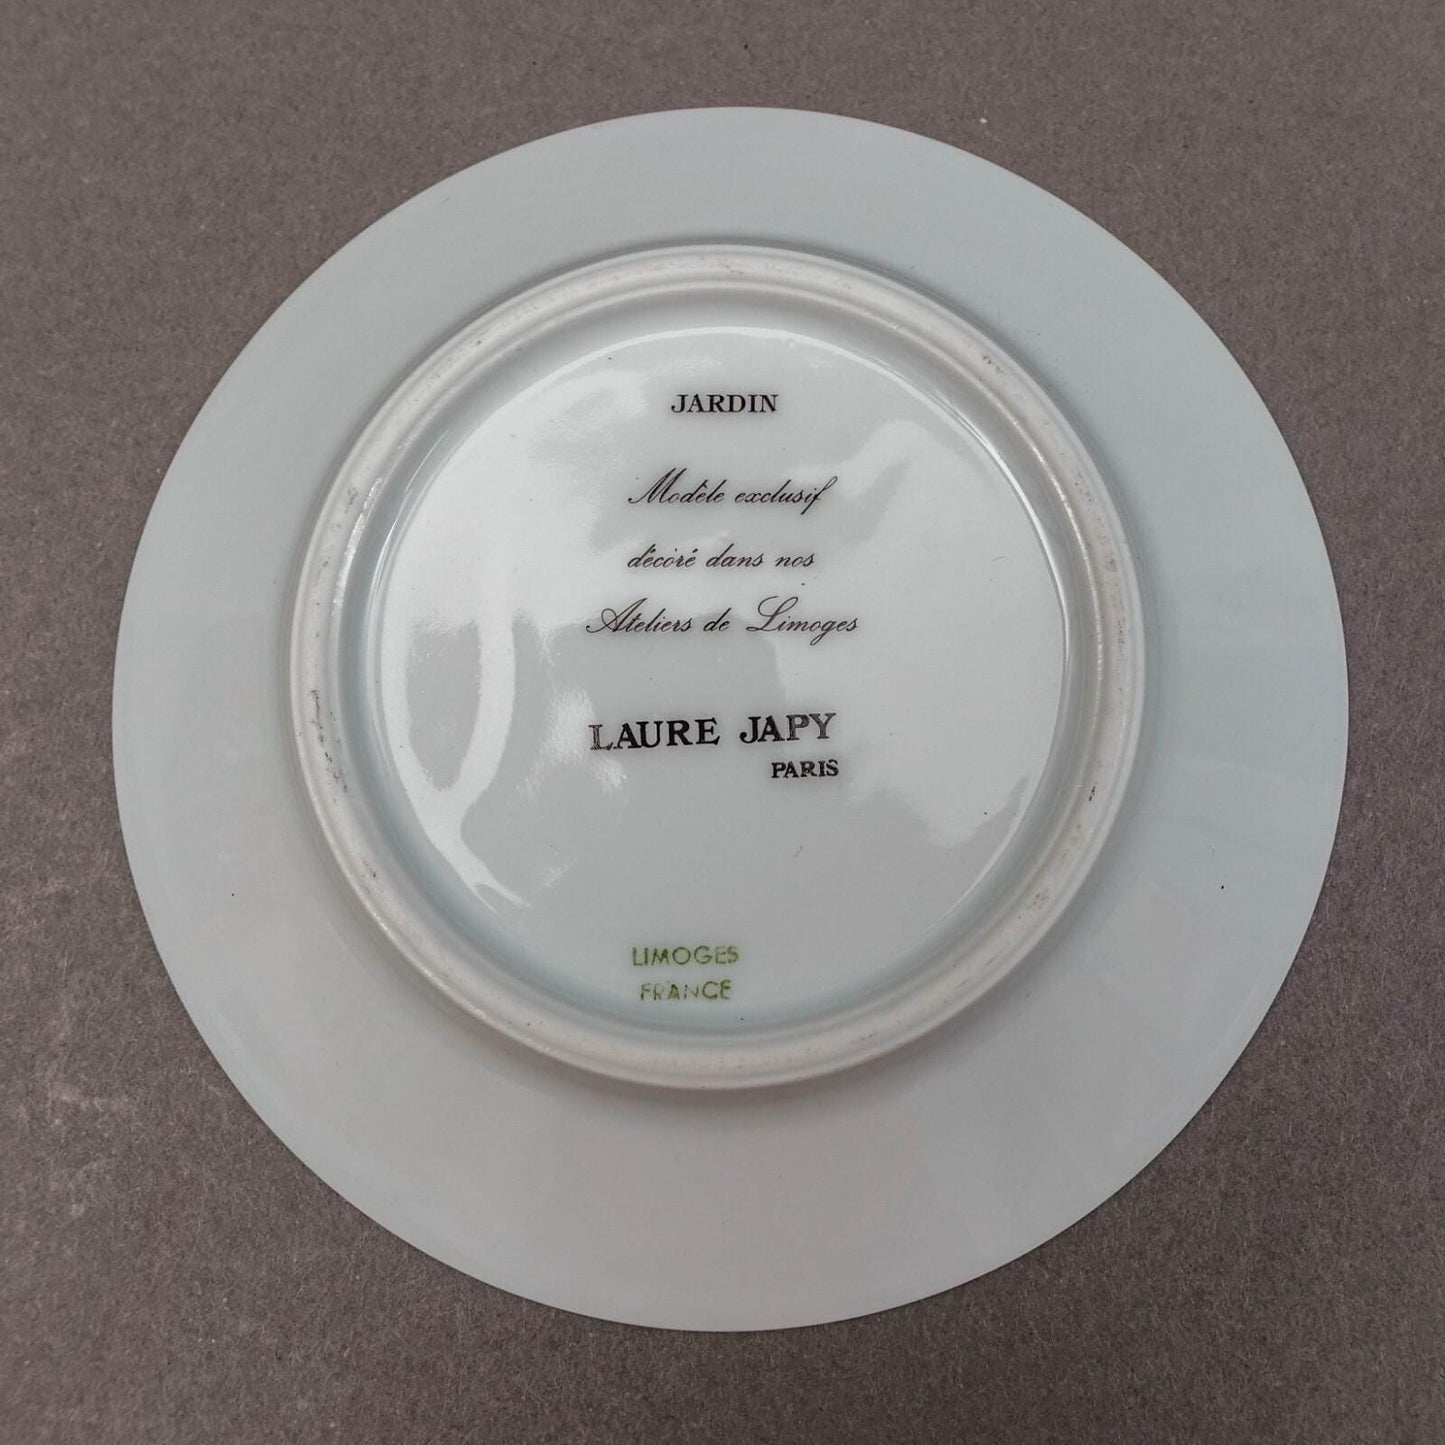 JARDIN
Modèle exclusif
décoré dans nos
Ateliers de Limoges
LAURE JAPY
PARIS
LIMOGES
FRANCE